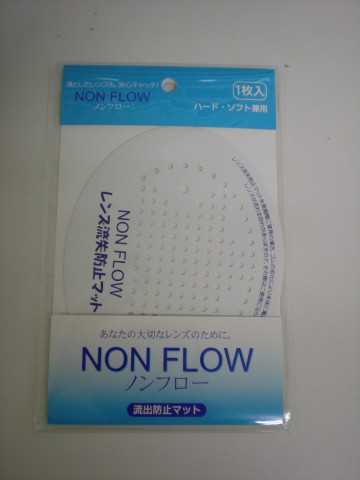 落としたレンズも、安心キャッチ!
NON FLOW
ノンフロー
1枚入
ハード・ソフト兼用
NON FLOW
レンズ流失防止マット
あなたの大切なレンズのために。
NON FLOW
ノンフロー
流出防止マット